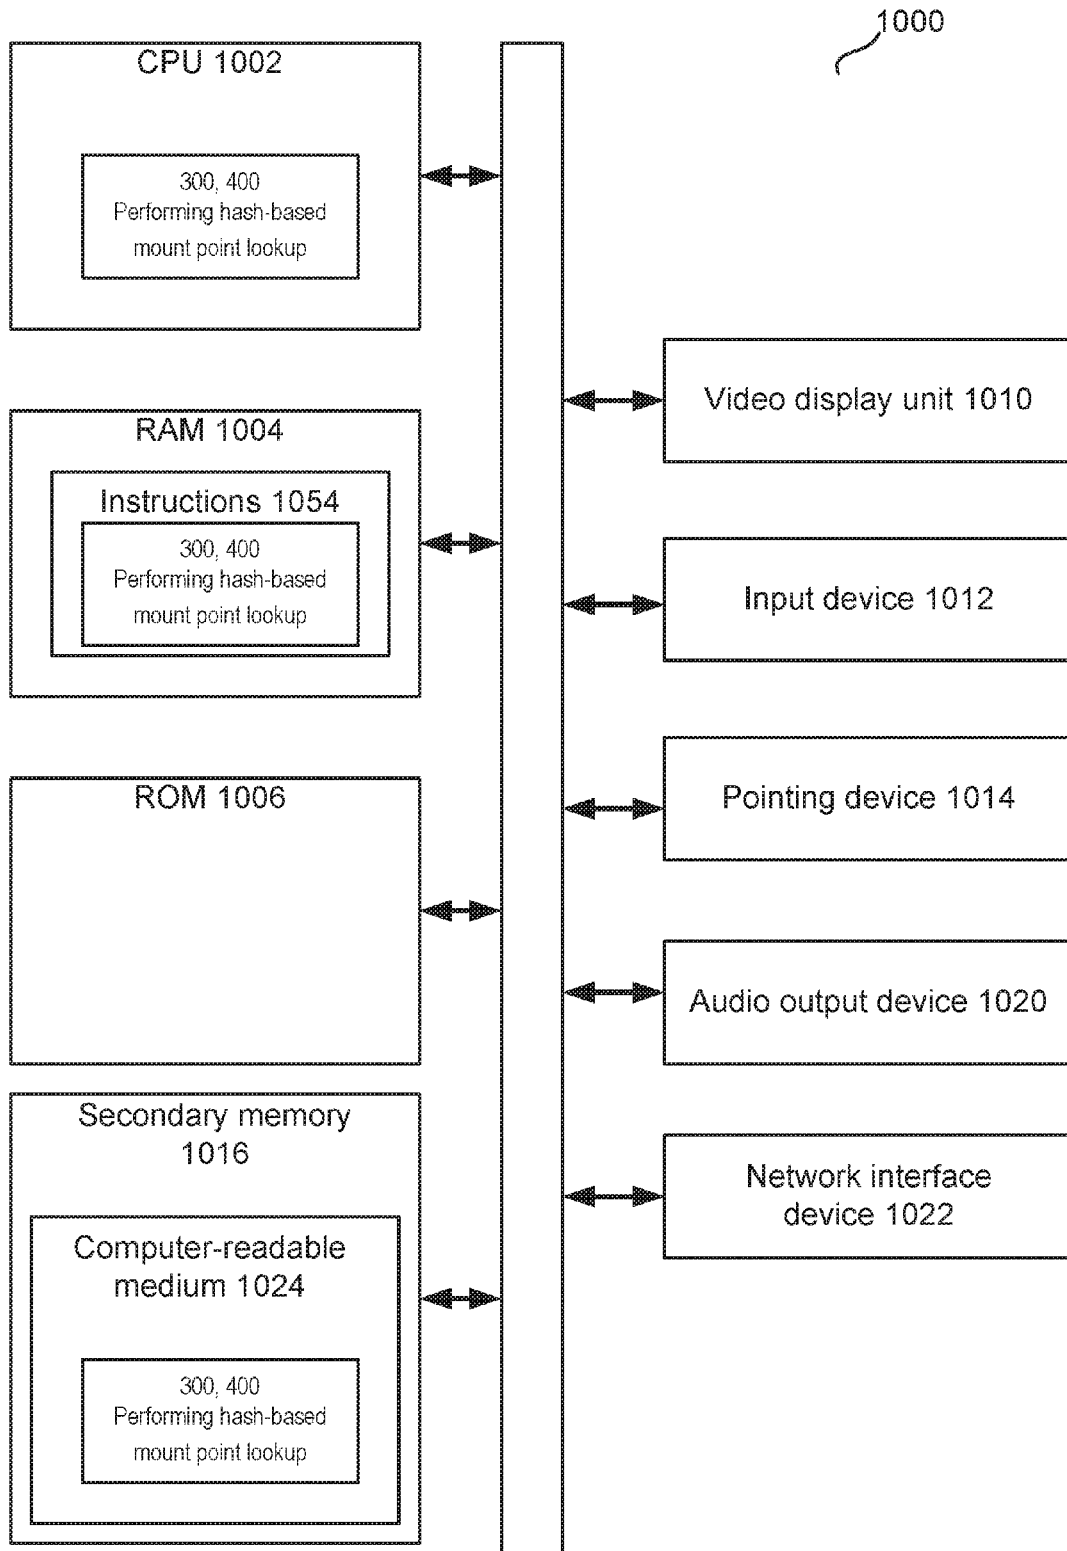 1000
CPU 1002
300, 400
Performing hash-based
mount point lookup
RAM 1004
Instructions 1054
300, 400
Performing hash-based
mount point lookup
ROM 1006
Secondary memory
1016
Computer-readable
medium 1024
300, 400
Performing hash-based
mount point lookup
Video display unit 1010
Input device 1012
Pointing device 1014
Audio output device 1020
Network interface
device 1022